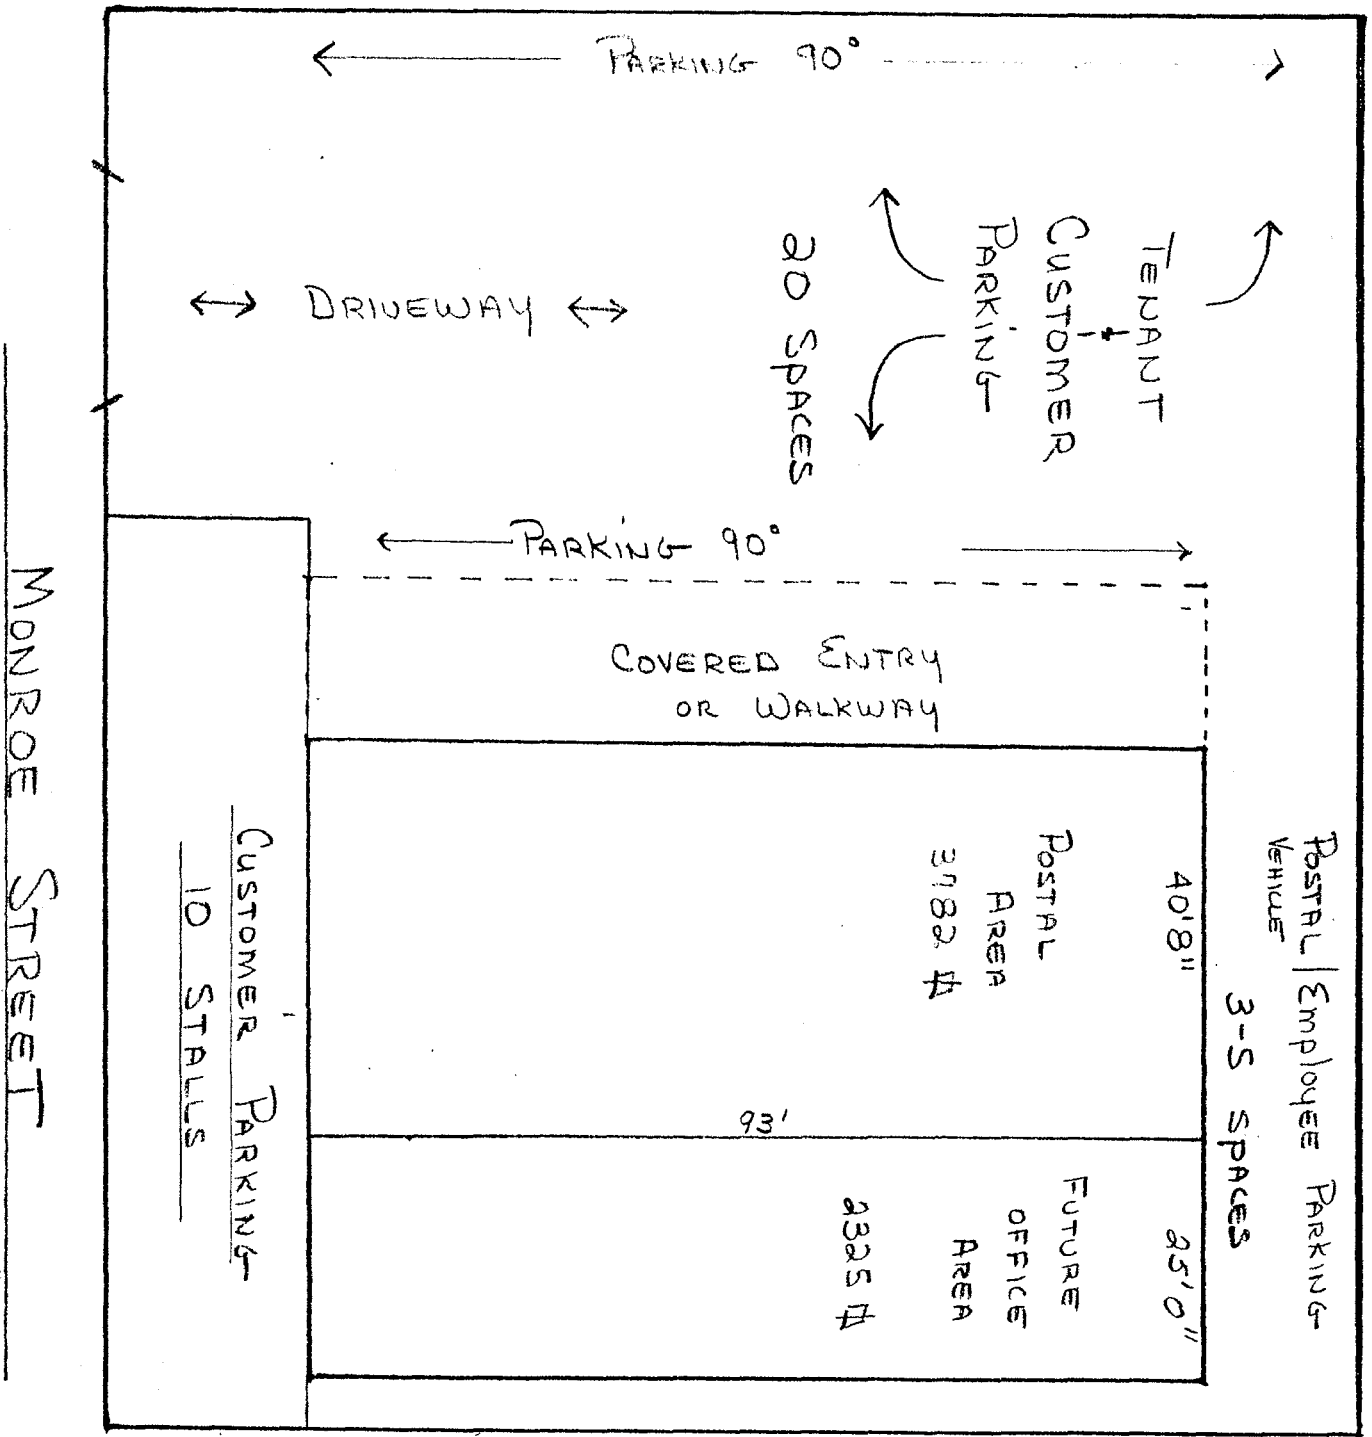 PARKING 90°
TENANT
+
CUSTOMER
PARKING
20 SPACES
DRIVEWAY
PARKING 90°
COVERED ENTRY
OR WALKWAY
POSTAL/EMPLOYEE PARKING
VEHICLE
3-5 SPACES
40'8"
POSTAL
AREA
3782 ⌗
93'
25'0"
FUTURE
OFFICE
AREA
2325 ⌗
CUSTOMER PARKING
10 STALLS
MONROE STREET